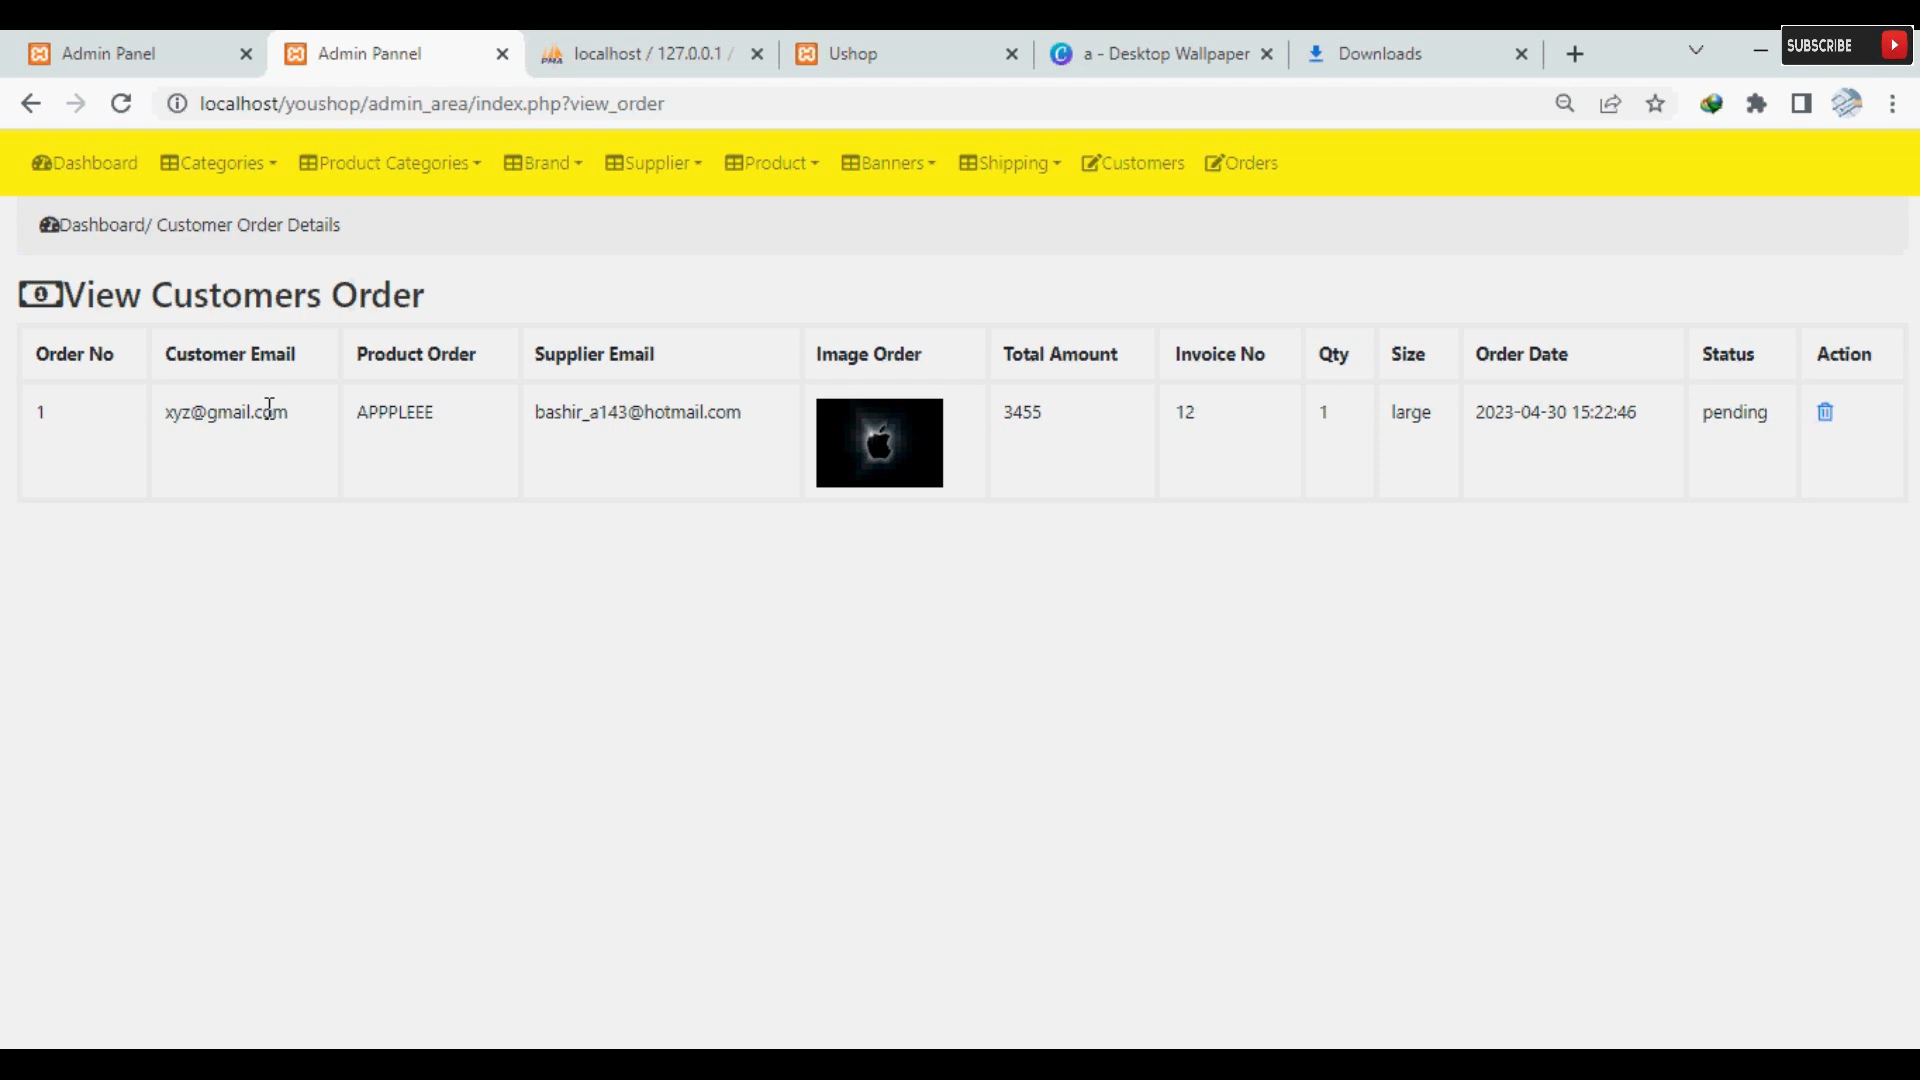 Admin Panel
Admin Pannel
localhost / 127.0.0.1 /
Ushop
a - Desktop Wallpaper
Downloads
SUBSCRIBE
localhost/youshop/admin_area/index.php?view_order
Dashboard Categories Product Categories Brand Supplier Product Banners Shipping Customers Orders
Dashboard/ Customer Order Details
View Customers Order
Order No Customer Email Product Order Supplier Email Image Order Total Amount Invoice No Qty Size Order Date Status Action
1 xyz@gmail.com APPPLEEE bashir_a143@hotmail.com 3455 12 1 large 2023-04-30 15:22:46 pending